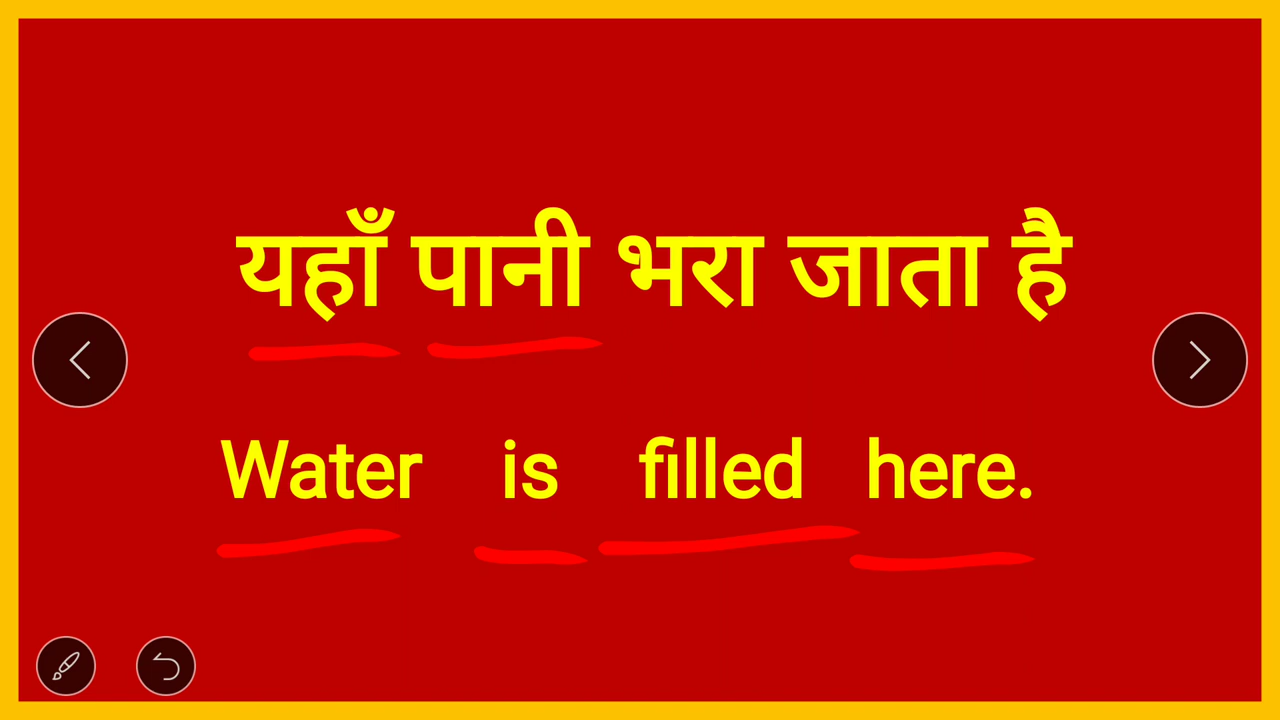 यहाँ पानी भरा जाता है
Water is filled here.